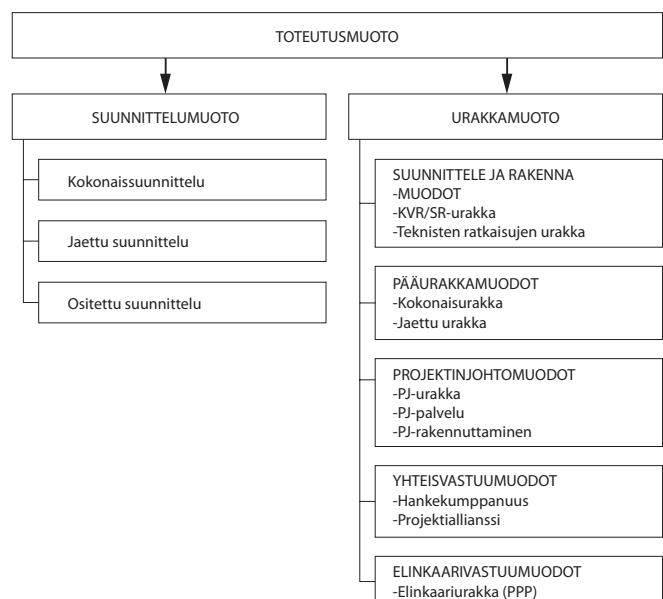 TOTEUTUSMUOTO
SUUNNITTELUMUOTO
Kokonaissuunnittelu
Jaettu suunnittelu
Ositettu suunnittelu
URAKKAMUOTO
SUUNNITTELE JA RAKENNA
-MUODOT
-KVR/SR-urakka
-Teknisten ratkaisujen urakka
PÄÄURAKKAMUODOT
-Kokonaisurakka
-Jaettu urakka
PROJEKTINJOHTOMUODOT
-PJ-urakka
-PJ-palvelu
-PJ-rakennuttaminen
YHTEISVASTUUMUODOT
-Hankekumppanuus
-Projektiallianssi
ELINKAARIVASTUUMUODOT
-Elinkaariurakka (PPP)